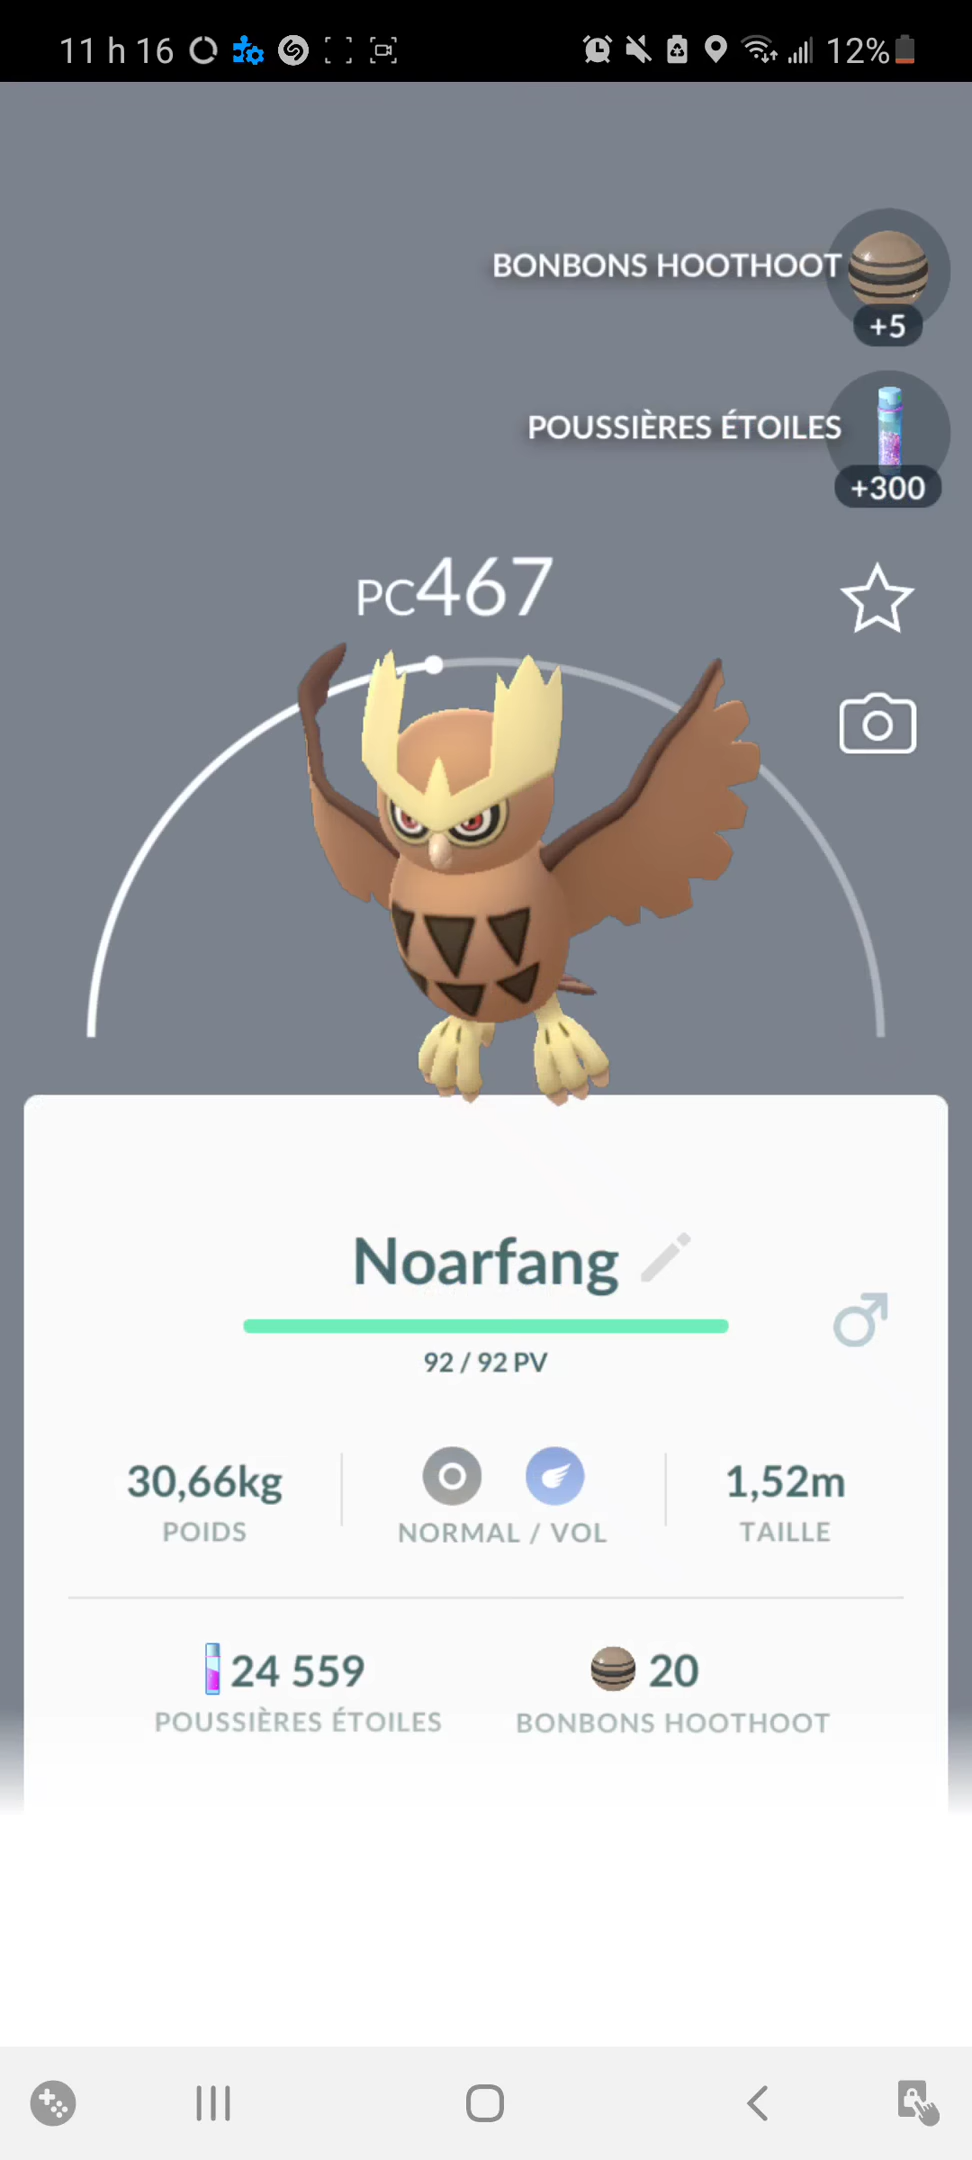 11 h 16
12%
BONBONS HOOTHOOT
+5
POUSSIÈRES ÉTOILES
+300
PC467
Noarfang
92 / 92 PV
30,66kg
POIDS
NORMAL / VOL
1,52m
TAILLE
24 559
POUSSIÈRES ÉTOILES
20
BONBONS HOOTHOOT